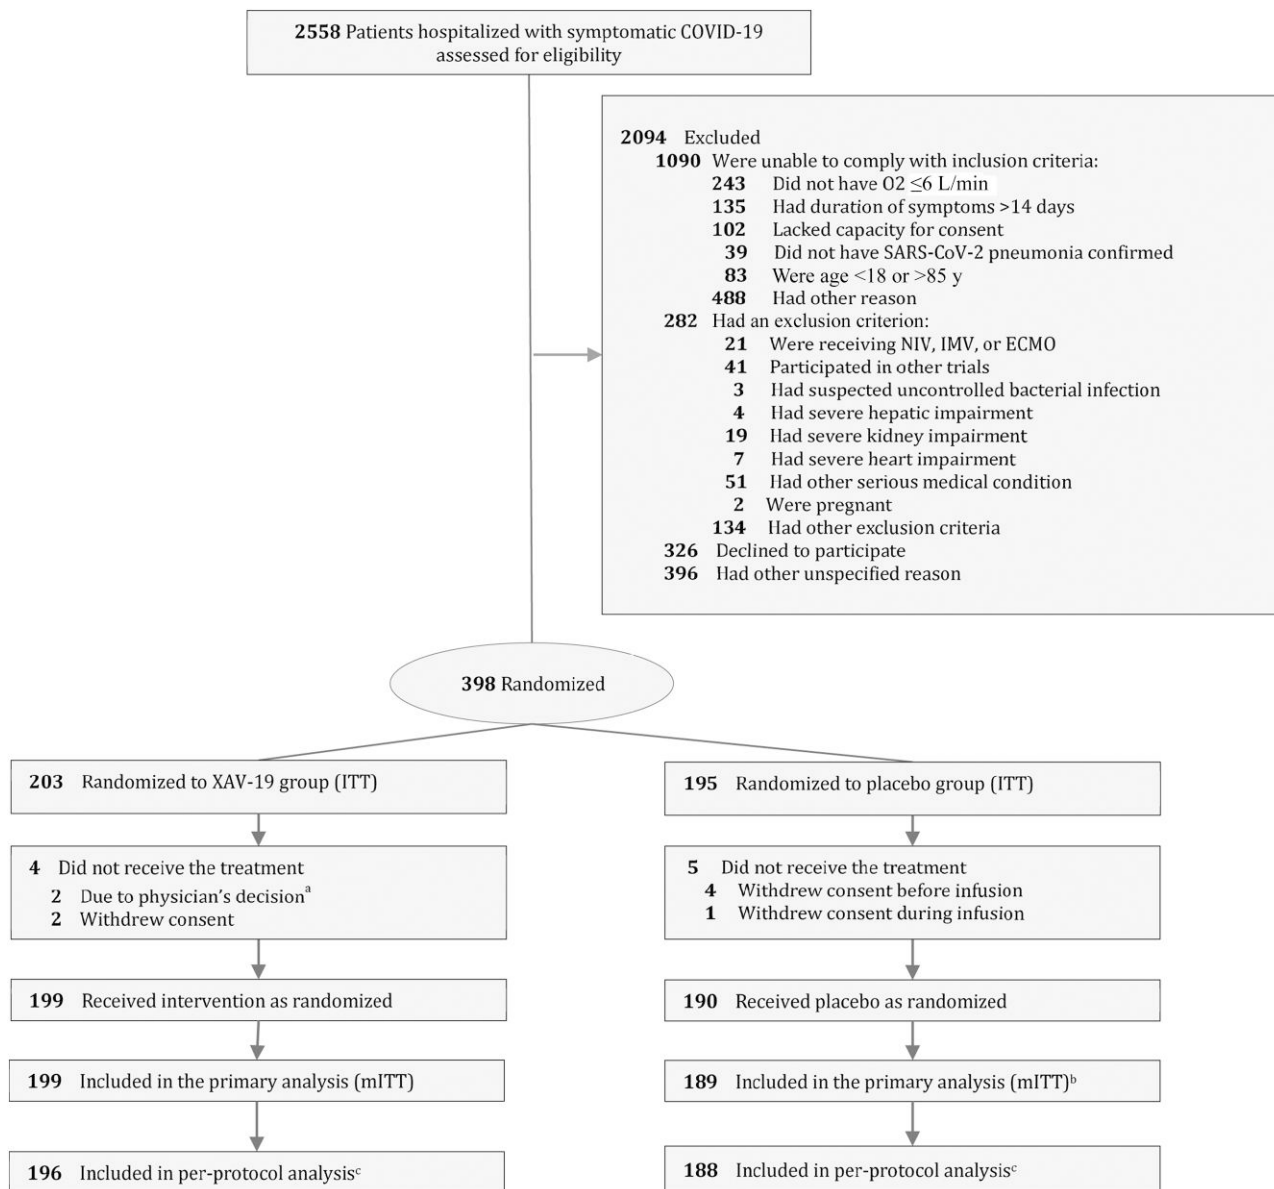 2558 Patients hospitalized with symptomatic COVID-19
assessed for eligibility
2094 Excluded
1090 Were unable to comply with inclusion criteria:
243 Did not have O2 ≤6 L/min
135 Had duration of symptoms >14 days
102 Lacked capacity for consent
39 Did not have SARS-CoV-2 pneumonia confirmed
83 Were age <18 or >85 y
488 Had other reason
282 Had an exclusion criterion:
21 Were receiving NIV, IMV, or ECMO
41 Participated in other trials
3 Had suspected uncontrolled bacterial infection
4 Had severe hepatic impairment
19 Had severe kidney impairment
7 Had severe heart impairment
51 Had other serious medical condition
2 Were pregnant
134 Had other exclusion criteria
326 Declined to participate
396 Had other unspecified reason
398 Randomized
203 Randomized to XAV-19 group (ITT)
4 Did not receive the treatment
2 Due to physician's decisionᵃ
2 Withdrew consent
199 Received intervention as randomized
199 Included in the primary analysis (mITT)
196 Included in per-protocol analysisᶜ
195 Randomized to placebo group (ITT)
5 Did not receive the treatment
4 Withdrew consent before infusion
1 Withdrew consent during infusion
190 Received placebo as randomized
189 Included in the primary analysis (mITT)ᵇ
188 Included in per-protocol analysisᶜ